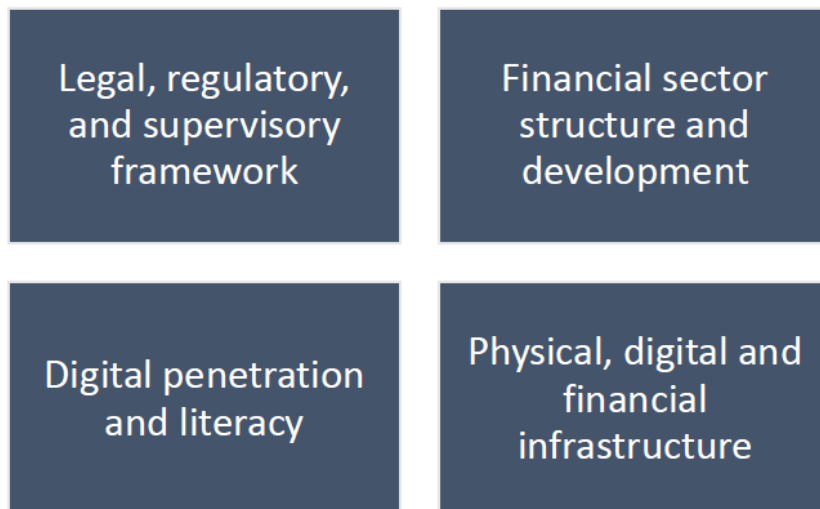 Legal, regulatory,
and supervisory
framework
Financial sector
structure and
development
Digital penetration
and literacy
Physical, digital and
financial
infrastructure